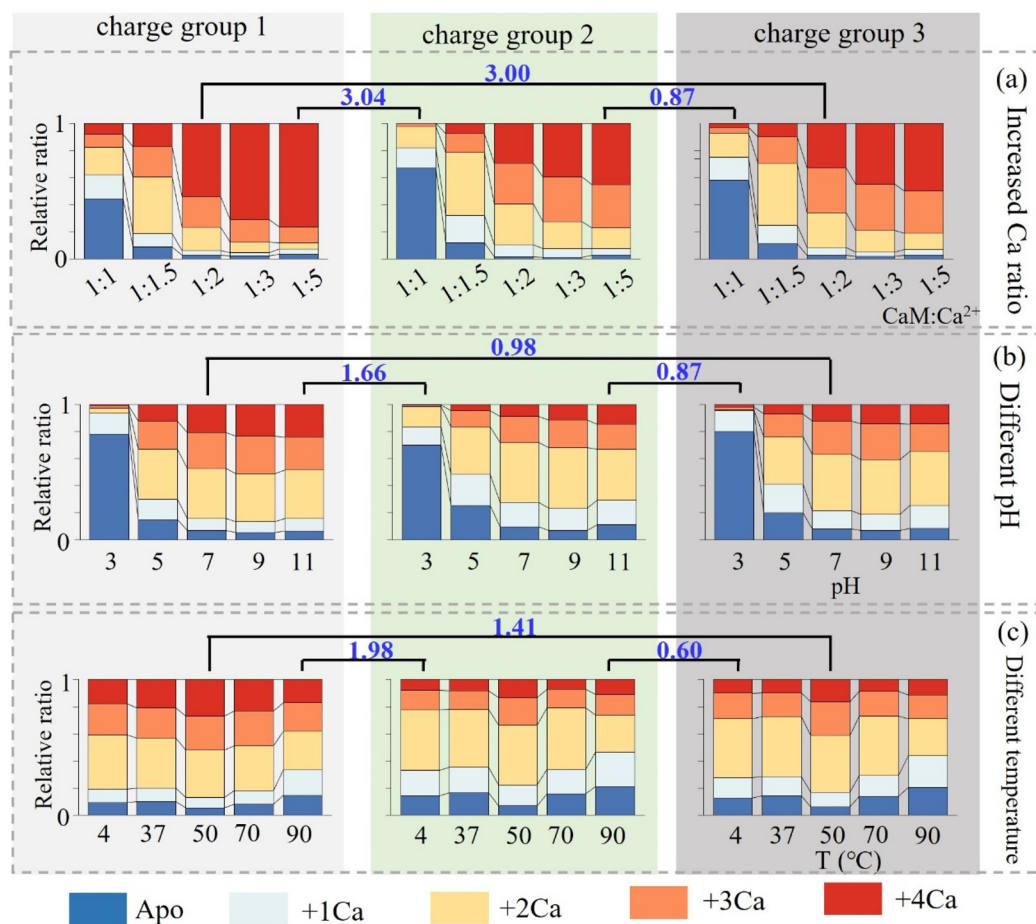 charge group 1
charge group 2
charge group 3
3.00
3.04
0.87
(a)
Increased Ca ratio
Relative ratio
1
0
1:1
1:1.5
1:2
1:3
1:5
1:1
1:1.5
1:2
1:3
1:5
1
1:1
1:1.5
1:2
1:3
1:5
CaM:Ca²⁺
0.98
1.66
0.87
(b)
Different pH
Relative ratio
1
0
3 5 7 9 11
3 5 7 9 11
3 5 7 9 11
pH
1.41
1.98
0.60
(c)
Different temperature
Relative ratio
1
0
4 37 50 70 90
4 37 50 70 90
4 37 50 70 90
T (°C)
Apo
+1Ca
+2Ca
+3Ca
+4Ca